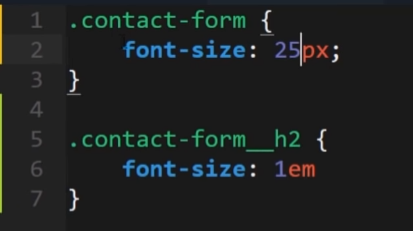 1 .contact-form {
2 font-size: 25px;
3 }
4
5 .contact-form__h2 {
6 font-size: 1em
7 }